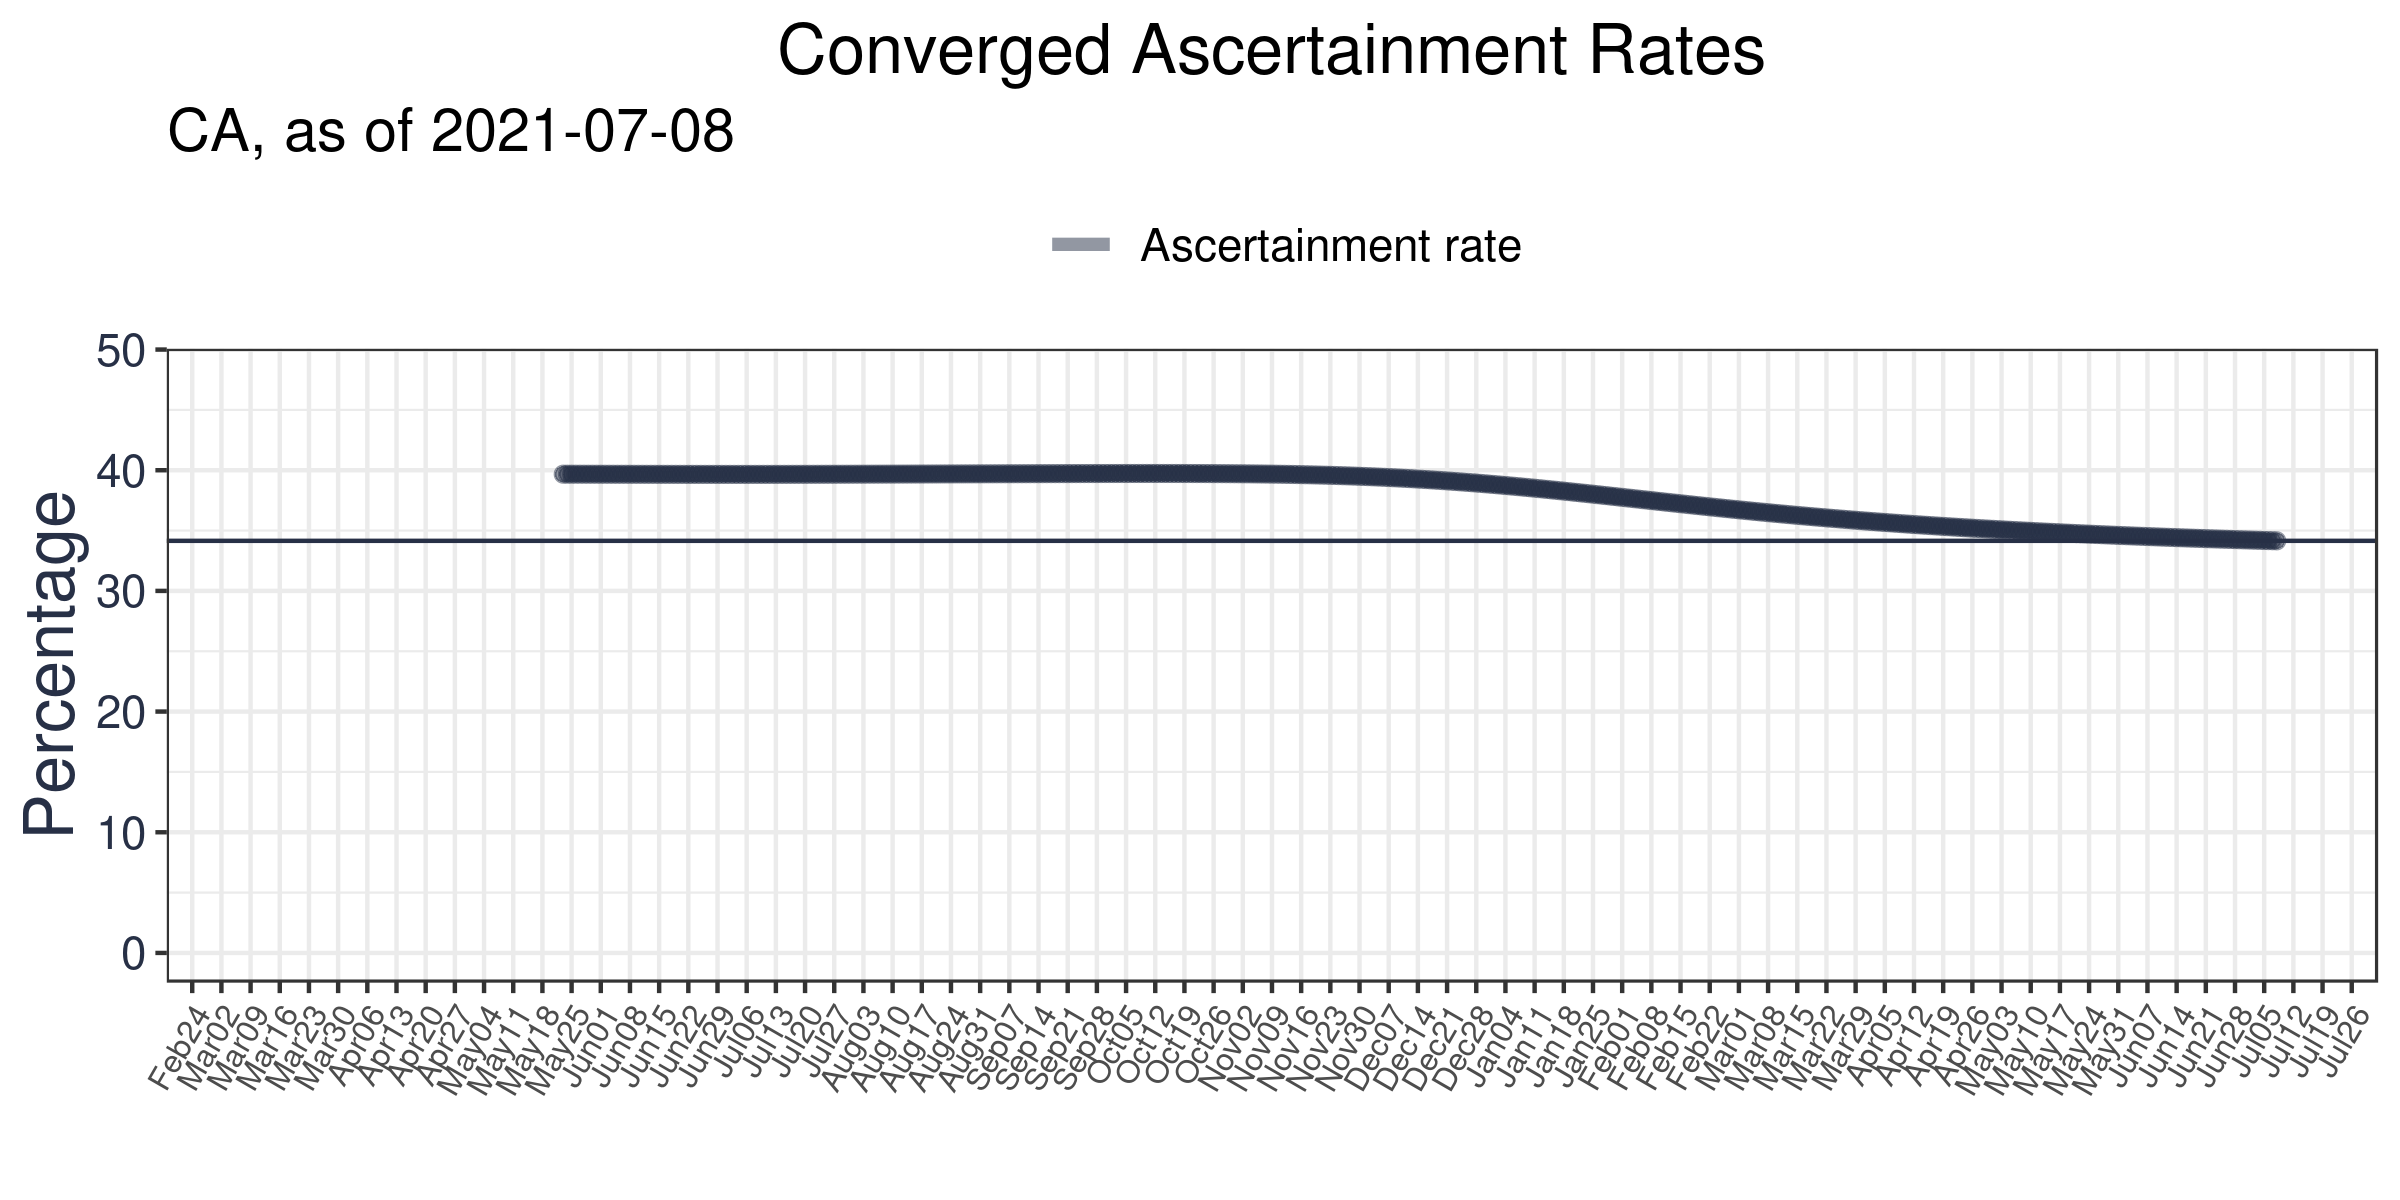 Converged Ascertainment Rates
CA, as of 2021-07-08
Ascertainment rate
Percentage
50
40
30
20
10
0
Feb24
Mar02
Mar09
Mar16
Mar23
Mar30
Apr06
Apr13
Apr20
Apr27
May04
May11
May18
May25
Jun01
Jun08
Jun15
Jun22
Jun29
Jul06
Jul13
Jul20
Jul27
Aug03
Aug10
Aug17
Aug24
Aug31
Sep07
Sep14
Sep21
Sep28
Oct05
Oct12
Oct19
Oct26
Nov02
Nov09
Nov16
Nov23
Nov30
Dec07
Dec14
Dec21
Dec28
Jan04
Jan11
Jan18
Jan25
Feb01
Feb08
Feb15
Feb22
Mar01
Mar08
Mar15
Mar22
Mar29
Apr05
Apr12
Apr19
Apr26
May03
May10
May17
May24
May31
Jun07
Jun14
Jun21
Jun28
Jul05
Jul12
Jul19
Jul26